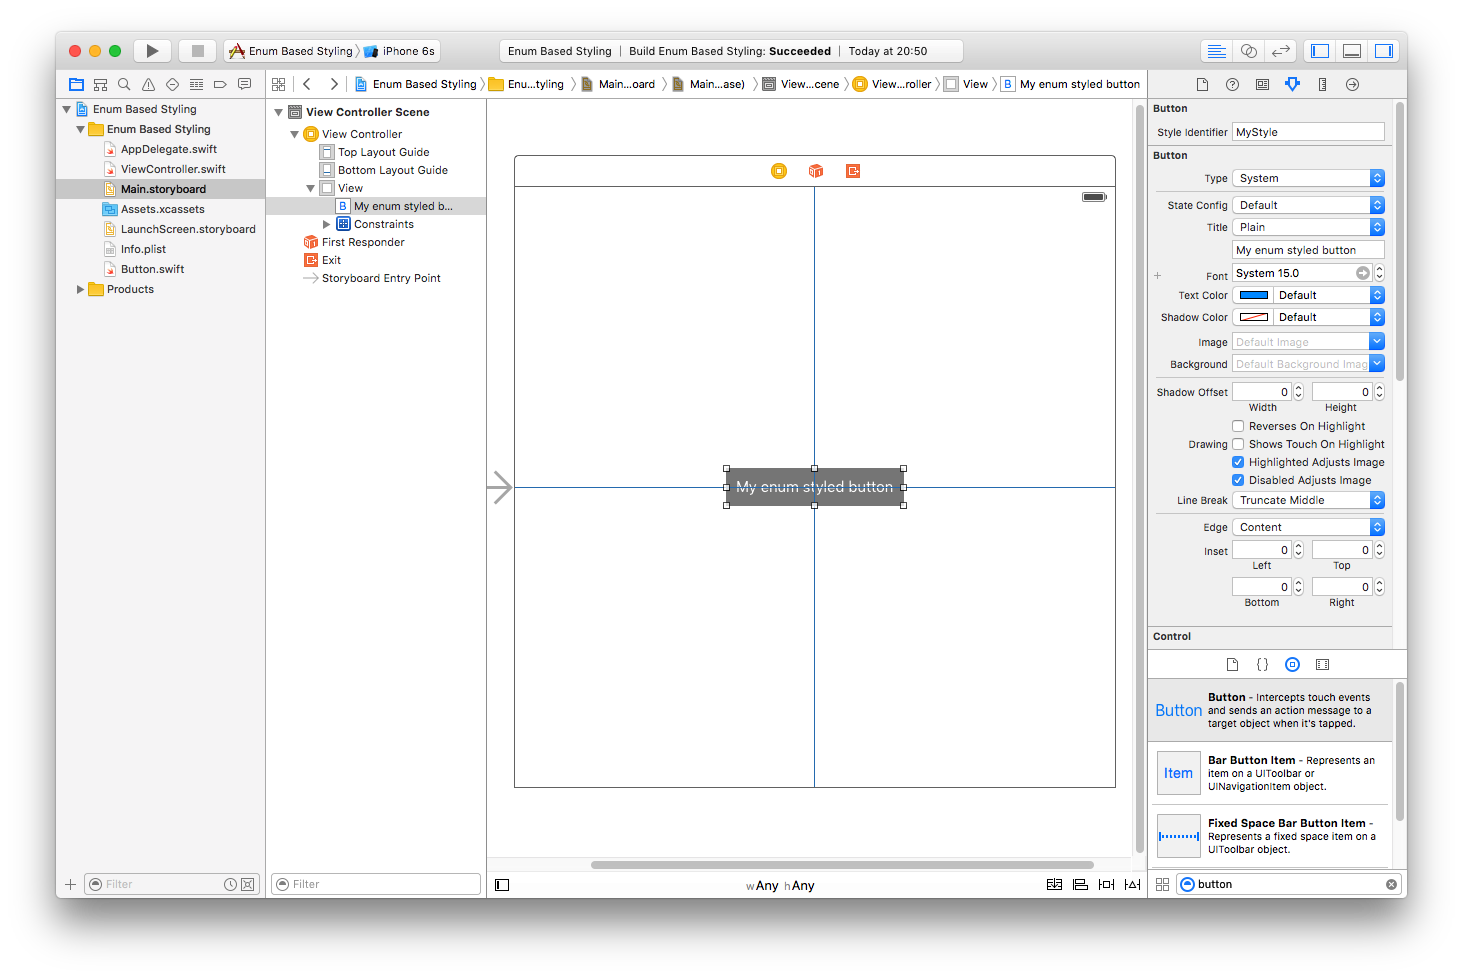 Enum Based Styling
iPhone 6s
Enum Based Styling | Build Enum Based Styling: Succeeded | Today at 20:50
Enum Based Styling
Enu...tyling
Main...oard
Main...ase)
View...cene
View...roller
View
B
My enum styled button
Enum Based Styling
Enum Based Styling
AppDelegate.swift
ViewController.swift
Main.storyboard
Assets.xcassets
LaunchScreen.storyboard
Info.plist
Button.swift
Products
Filter
View Controller Scene
View Controller
Top Layout Guide
Bottom Layout Guide
View
B My enum styled b...
Constraints
First Responder
Exit
Storyboard Entry Point
Filter
My enum styled button
wAny hAny
Button
Style Identifier MyStyle
Button
Type System
State Config Default
Title Plain
My enum styled button
Font System 15.0
Text Color Default
Shadow Color Default
Image Default Image
Background Default Background Imag
Shadow Offset 0 0
Width Height
Reverses On Highlight
Drawing Shows Touch On Highlight
Highlighted Adjusts Image
Disabled Adjusts Image
Line Break Truncate Middle
Edge Content
Inset 0 0
Left Top
0 0
Bottom Right
Control
{}
Button
Button - Intercepts touch events
and sends an action message to a
target object when it's tapped.
Item
Bar Button Item - Represents an
item on a UIToolbar or
UINavigationItem object.
Fixed Space Bar Button Item -
Represents a fixed space item on a
UIToolbar object.
button